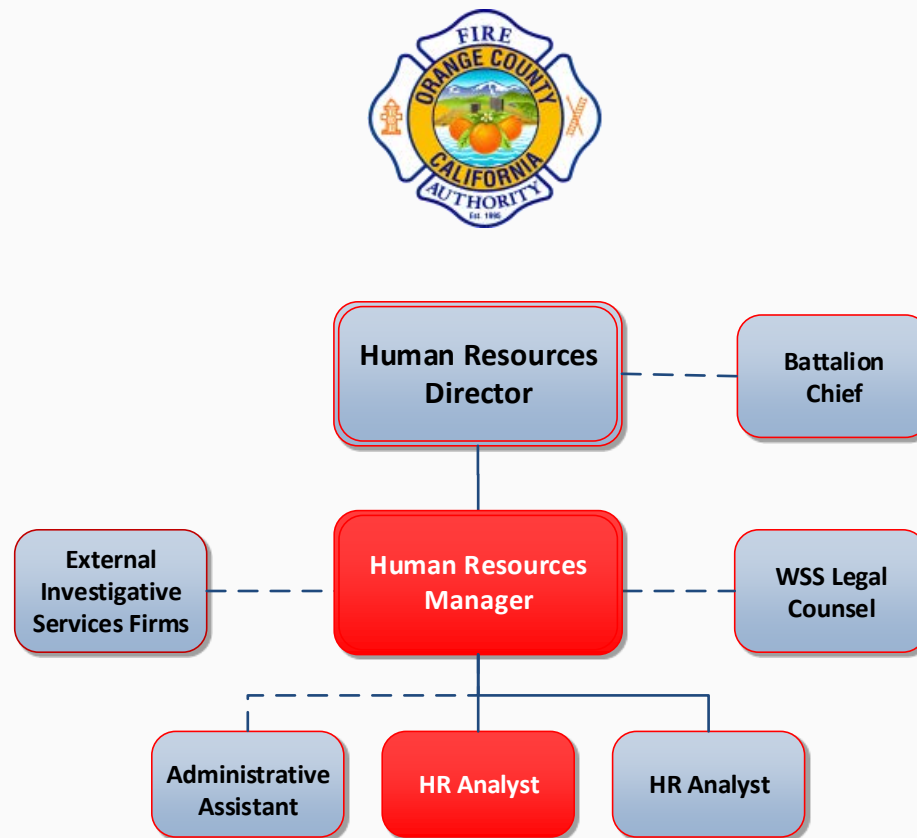 FIRE
ORANGE COUNTY
CALIFORNIA
AUTHORITY
Est. 1995
Human Resources
Director
Battalion
Chief
External
Investigative
Services Firms
Human Resources
Manager
WSS Legal
Counsel
Administrative
Assistant
HR Analyst
HR Analyst